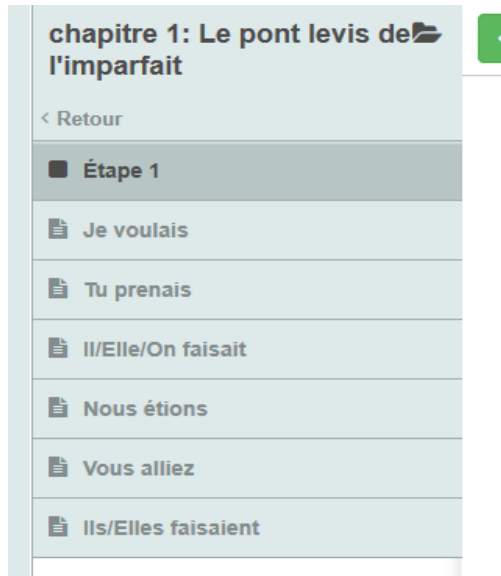 chapitre 1: Le pont levis de
l'imparfait
< Retour
Étape 1
Je voulais
Tu prenais
Il/Elle/On faisait
Nous étions
Vous alliez
Ils/Elles faisaient